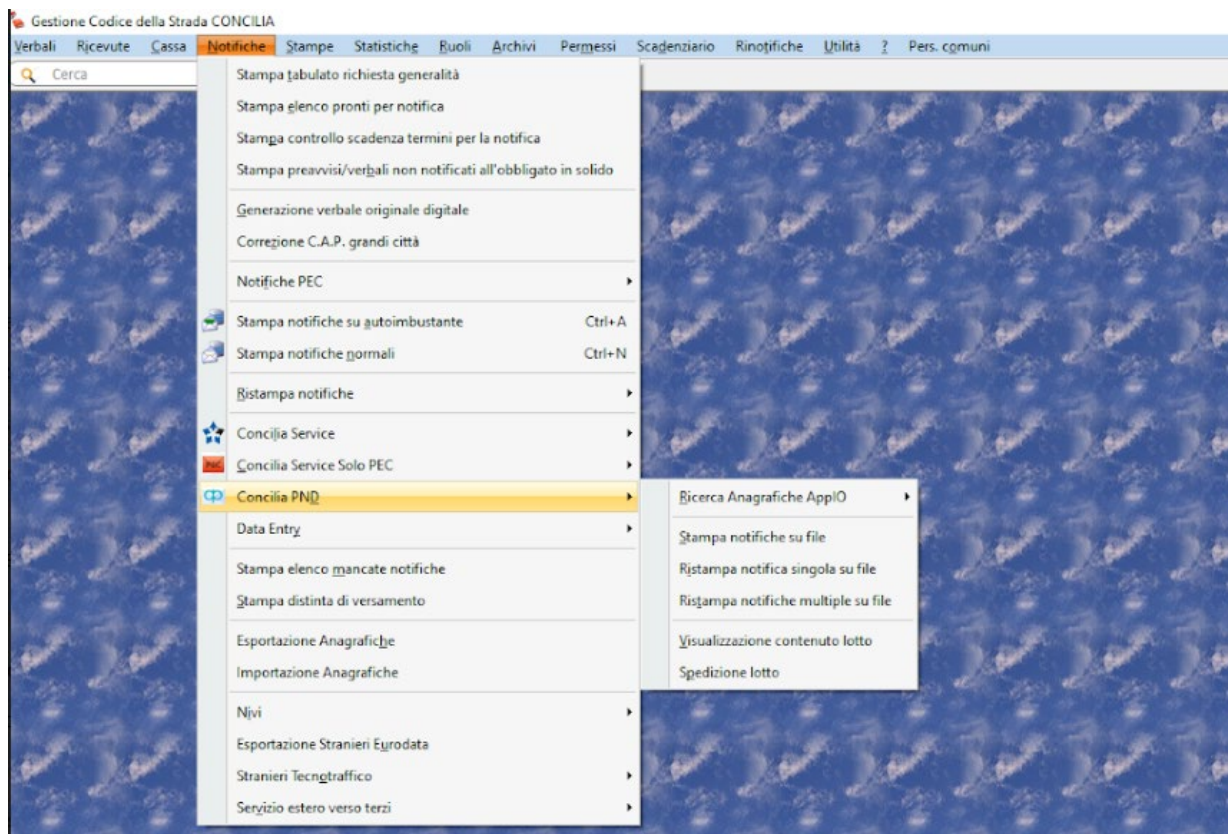 Gestione Codice della Strada CONCILIA
Verbali Ricevute Cassa Notifiche Stampe Statistiche Ruoli Archivi Permessi Scadenziario Rinotifiche Utilità ? Pers. comuni
Cerca
Stampa tabulato richiesta generalità
Stampa elenco pronti per notifica
Stampa controllo scadenza termini per la notifica
Stampa preavvisi/verbali non notificati all'obbligato in solido
Generazione verbale originale digitale
Correzione C.A.P. grandi città
Notifiche PEC
Stampa notifiche su autoimbustante Ctrl+A
Stampa notifiche normali Ctrl+N
Ristampa notifiche
Concilia Service
Concilia Service Solo PEC
Concilia PND
Data Entry
Stampa elenco mancate notifiche
Stampa distinta di versamento
Esportazione Anagrafiche
Importazione Anagrafiche
Nivi
Esportazione Stranieri Eurodata
Stranieri Tecnotraffico
Servizio estero verso terzi
Ricerca Anagrafiche AppIO
Stampa notifiche su file
Ristampa notifica singola su file
Ristampa notifiche multiple su file
Visualizzazione contenuto lotto
Spedizione lotto